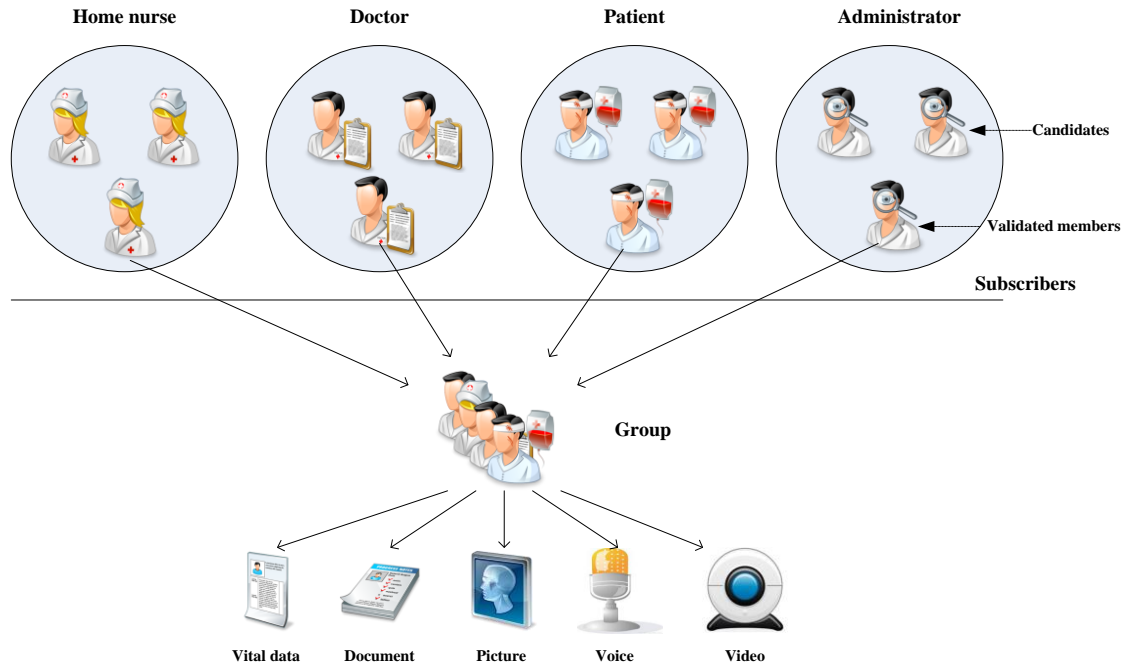 Home nurse
Doctor
Patient
Administrator
Candidates
Validated members
Subscribers
Group
Vital data
Document
Picture
Voice
Video